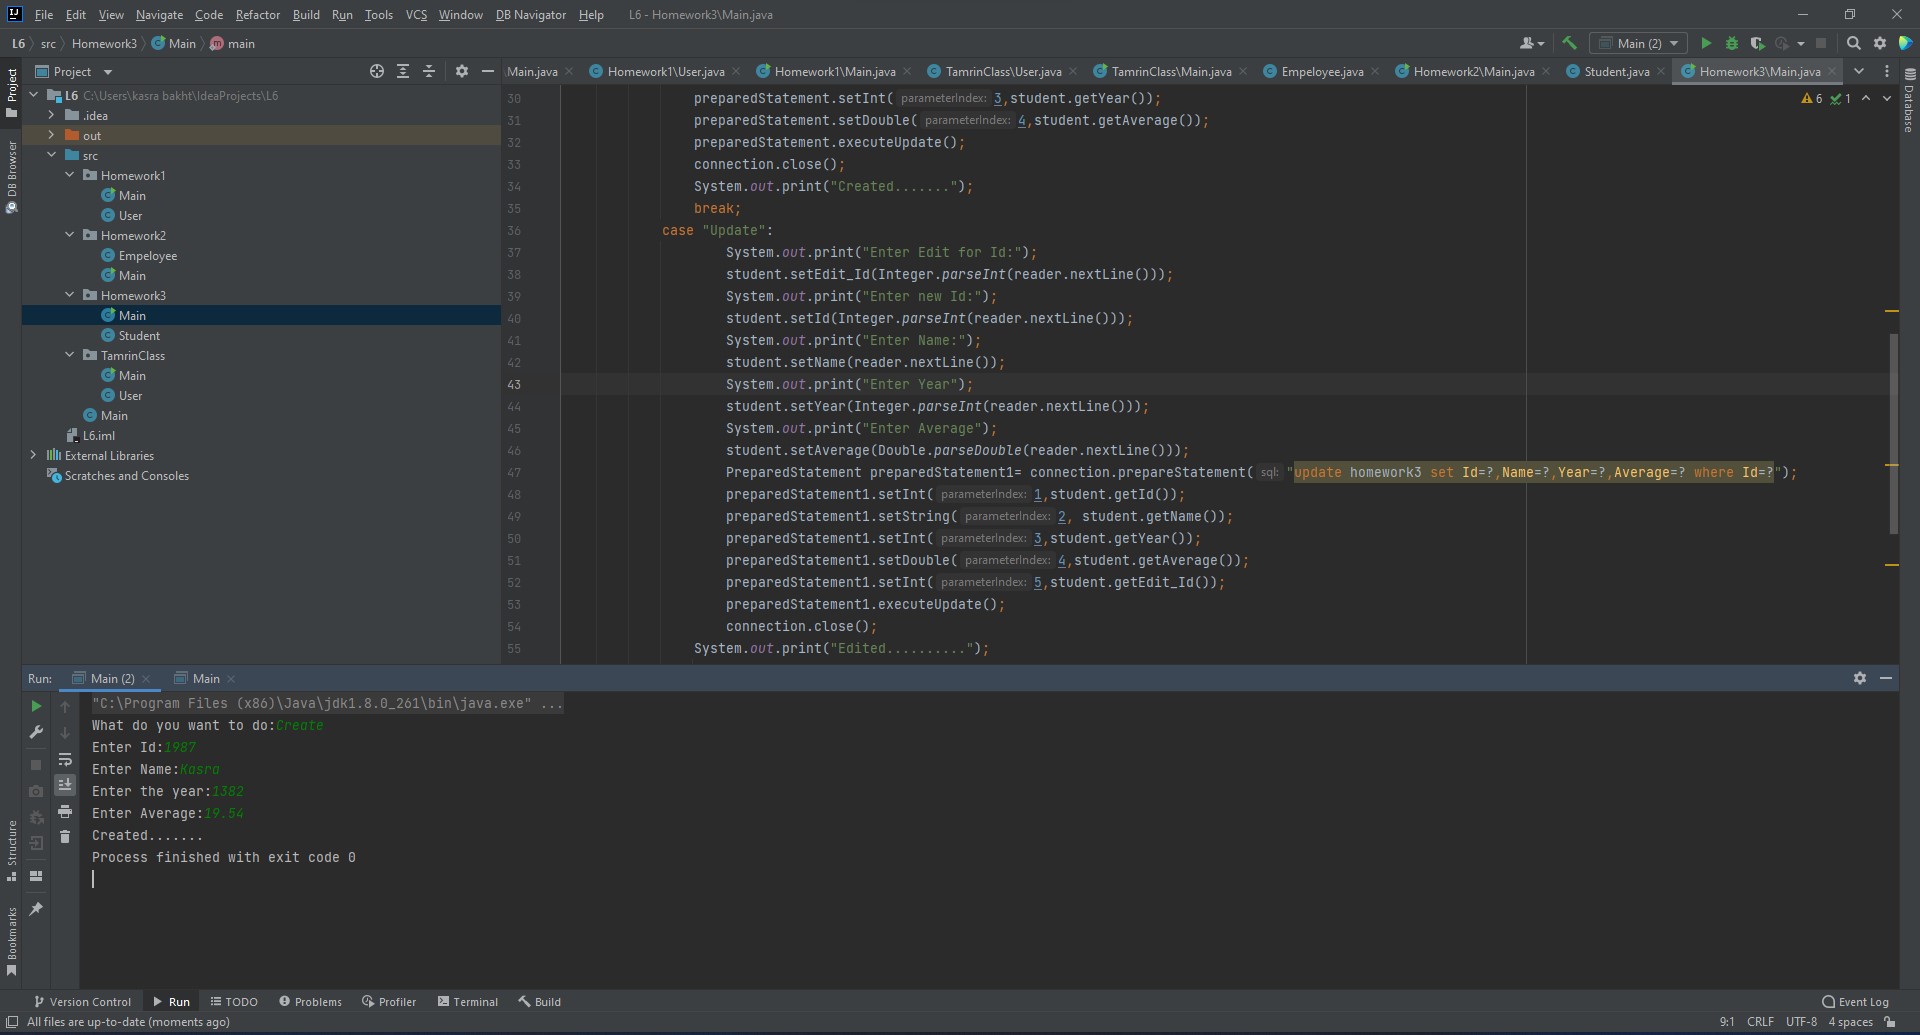 File Edit View Navigate Code Refactor Build Run Tools VCS Window DB Navigator Help L6 - Homework3\Main.java
L6 src Homework3 Main main
Main (2)
Project
Main.java Homework1\User.java Homework1\Main.java TamrinClass\User.java TamrinClass\Main.java Empeloyee.java Homework2\Main.java Student.java Homework3\Main.java
Project
DB Browser
Structure
Bookmarks
Database
L6 C:\Users\kasra bakht\IdeaProjects\L6
.idea
out
src
Homework1
Main
User
Homework2
Empeloyee
Main
Homework3
Main
Student
TamrinClass
Main
User
Main
L6.iml
External Libraries
Scratches and Consoles
6 1
30 preparedStatement.setInt( parameterIndex: 3,student.getYear());
31 preparedStatement.setDouble( parameterIndex: 4,student.getAverage());
32 preparedStatement.executeUpdate();
33 connection.close();
34 System.out.print("Created.......");
35 break;
36 case "Update":
37 System.out.print("Enter Edit for Id:");
38 student.setEdit_Id(Integer.parseInt(reader.nextLine()));
39 System.out.print("Enter new Id:");
40 student.setId(Integer.parseInt(reader.nextLine()));
41 System.out.print("Enter Name:");
42 student.setName(reader.nextLine());
43 System.out.print("Enter Year");
44 student.setYear(Integer.parseInt(reader.nextLine()));
45 System.out.print("Enter Average");
46 student.setAverage(Double.parseDouble(reader.nextLine()));
47 PreparedStatement preparedStatement1= connection.prepareStatement( sql: "update homework3 set Id=?,Name=?,Year=?,Average=? where Id=?");
48 preparedStatement1.setInt( parameterIndex: 1,student.getId());
49 preparedStatement1.setString( parameterIndex: 2, student.getName());
50 preparedStatement1.setInt( parameterIndex: 3,student.getYear());
51 preparedStatement1.setDouble( parameterIndex: 4,student.getAverage());
52 preparedStatement1.setInt( parameterIndex: 5,student.getEdit_Id());
53 preparedStatement1.executeUpdate();
54 connection.close();
55 System.out.print("Edited..........");
Run: Main (2) Main
"C:\Program Files (x86)\Java\jdk1.8.0_261\bin\java.exe" ...
What do you want to do:Create
Enter Id:1987
Enter Name:Kasra
Enter the year:1382
Enter Average:19.54
Created.......
Process finished with exit code 0
Version Control Run TODO Problems Profiler Terminal Build Event Log
All files are up-to-date (moments ago) 9:1 CRLF UTF-8 4 spaces